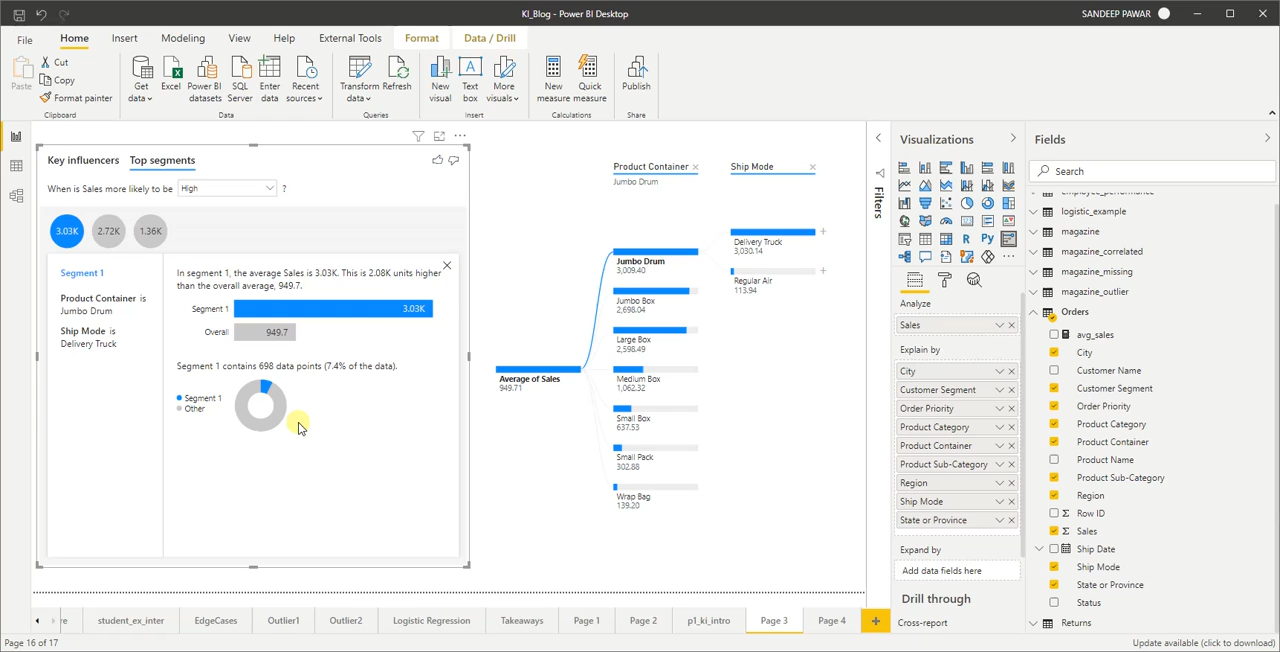 KI_Blog - Power BI Desktop
SANDEEP PAWAR
File
Home
Insert
Modeling
View
Help
External Tools
Format
Data / Drill
Paste
Cut
Copy
Format painter
Clipboard
Get data
Excel
Power BI datasets
SQL Server
Enter data
Recent sources
Data
Transform data
Refresh
Queries
New visual
Text box
More visuals
Insert
New measure
Quick measure
Calculations
Publish
Share
Key influencers
Top segments
When is Sales more likely to be
High
?
3.03K
2.72K
1.36K
Segment 1
Product Container is
Jumbo Drum
Ship Mode is
Delivery Truck
In segment 1, the average Sales is 3.03K. This is 2.08K units higher
than the overall average, 949.7.
Segment 1
3.03K
Overall
949.7
Segment 1 contains 698 data points (7.4% of the data).
Segment 1
Other
Average of Sales
949.71
Product Container
Jumbo Drum
Jumbo Drum
3,009.40
Jumbo Box
2,698.04
Large Box
2,598.49
Medium Box
1,062.32
Small Box
637.53
Small Pack
302.88
Wrap Bag
139.20
Ship Mode
Delivery Truck
3,030.14
Regular Air
113.94
Filters
Visualizations
R
Py
Analyze
Sales
Explain by
City
Customer Segment
Order Priority
Product Category
Product Container
Product Sub-Category
Region
Ship Mode
State or Province
Expand by
Add data fields here
Drill through
Cross-report
Fields
Search
employee_performance
logistic_example
magazine
magazine_correlated
magazine_missing
magazine_outlier
Orders
avg_sales
City
Customer Name
Customer Segment
Order Priority
Product Category
Product Container
Product Name
Product Sub-Category
Region
Row ID
Sales
Ship Date
Ship Mode
State or Province
Status
Returns
re
student_ex_inter
EdgeCases
Outlier1
Outlier2
Logistic Regression
Takeaways
Page 1
Page 2
p1_ki_intro
Page 3
Page 4
Page 16 of 17
Update available (click to download)